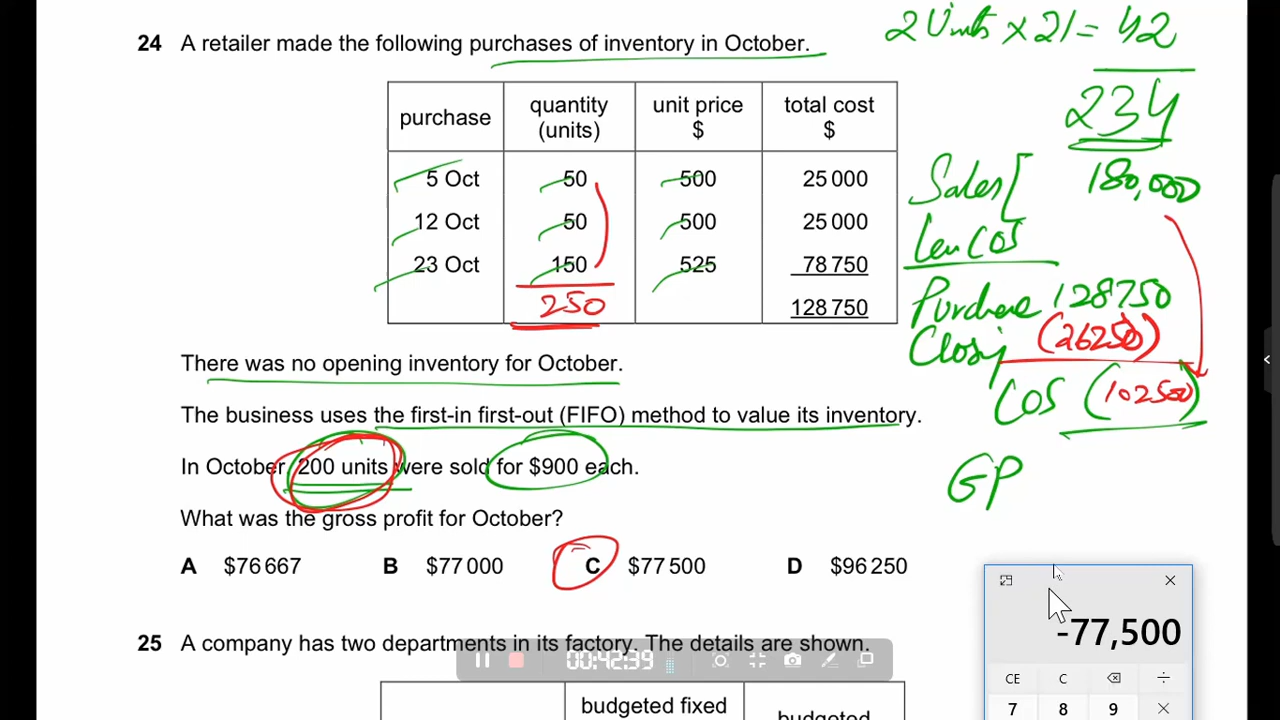 2 Units × 21 = 42
234
24 A retailer made the following purchases of inventory in October.
purchase quantity (units) unit price $ total cost $
5 Oct 50 500 25 000
12 Oct 50 500 25 000
23 Oct 150 525 78 750
250 128 750
Sales [ 180,000
Less COS
Purchase 128750
Closing (26250)
COS (102500)
GP
There was no opening inventory for October.
The business uses the first-in first-out (FIFO) method to value its inventory.
In October 200 units were sold for $900 each.
What was the gross profit for October?
A $76 667 B $77 000 C $77 500 D $96 250
25 A company has two departments in its factory. The details are shown.
00:42:39
budgeted fixed budgeted
-77,500
CE C ÷
7 8 9 ×